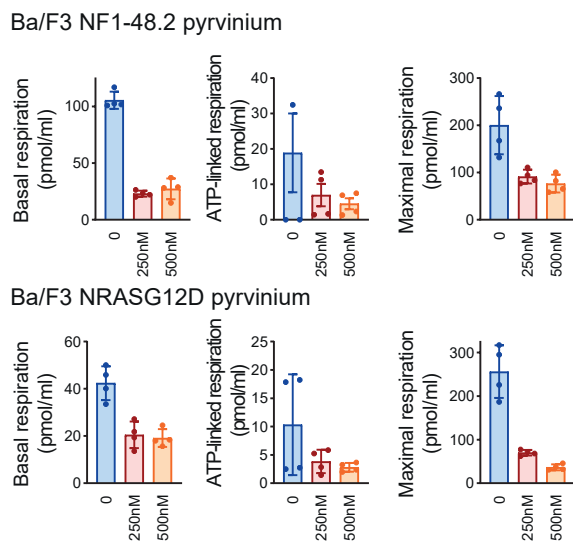 Ba/F3 NF1-48.2 pyrvinium
Basal respiration
(pmol/ml)
100
50
0
0
250nM
500nM
ATP-linked respiration
(pmol/ml)
40
30
20
10
0
0
250nM
500nM
Maximal respiration
(pmol/ml)
300
200
100
0
0
250nM
500nM
Ba/F3 NRASG12D pyrvinium
Basal respiration
(pmol/ml)
60
40
20
0
0
250nM
500nM
ATP-linked respiration
(pmol/ml)
25
20
15
10
5
0
0
250nM
500nM
Maximal respiration
(pmol/ml)
300
200
100
0
0
250nM
500nM